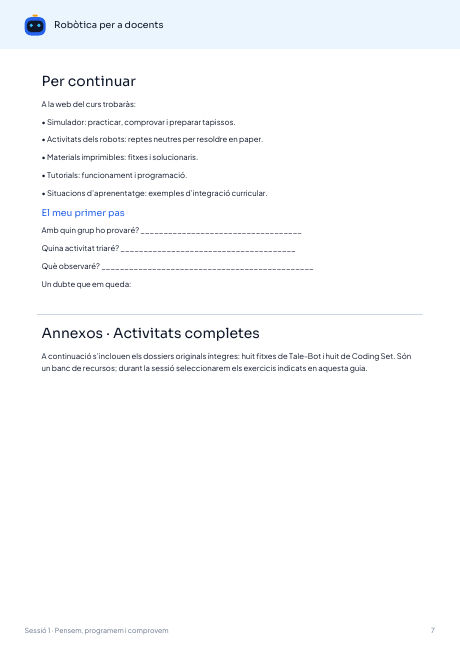 Robòtica per a docents
Per continuar
A la web del curs trobaràs:
• Simulador: practicar, comprovar i preparar tapissos.
• Activitats dels robots: reptes neutres per resoldre en paper.
• Materials imprimibles: fitxes i solucionaris.
• Tutorials: funcionament i programació.
• Situacions d'aprenentatge: exemples d'integració curricular.
El meu primer pas
Amb quin grup ho provaré? ___________________________________
Quina activitat triaré? ______________________________________
Què observaré? ______________________________________________
Un dubte que em queda:
Annexos · Activitats completes
A continuació s'inclouen els dossiers originals íntegres: huit fitxes de Tale-Bot i huit de Coding Set. Són
un banc de recursos; durant la sessió seleccionarem els exercicis indicats en aquesta guia.
Sessió 1 · Pensem, programem i comprovem
7